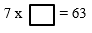 7 x □ = 63